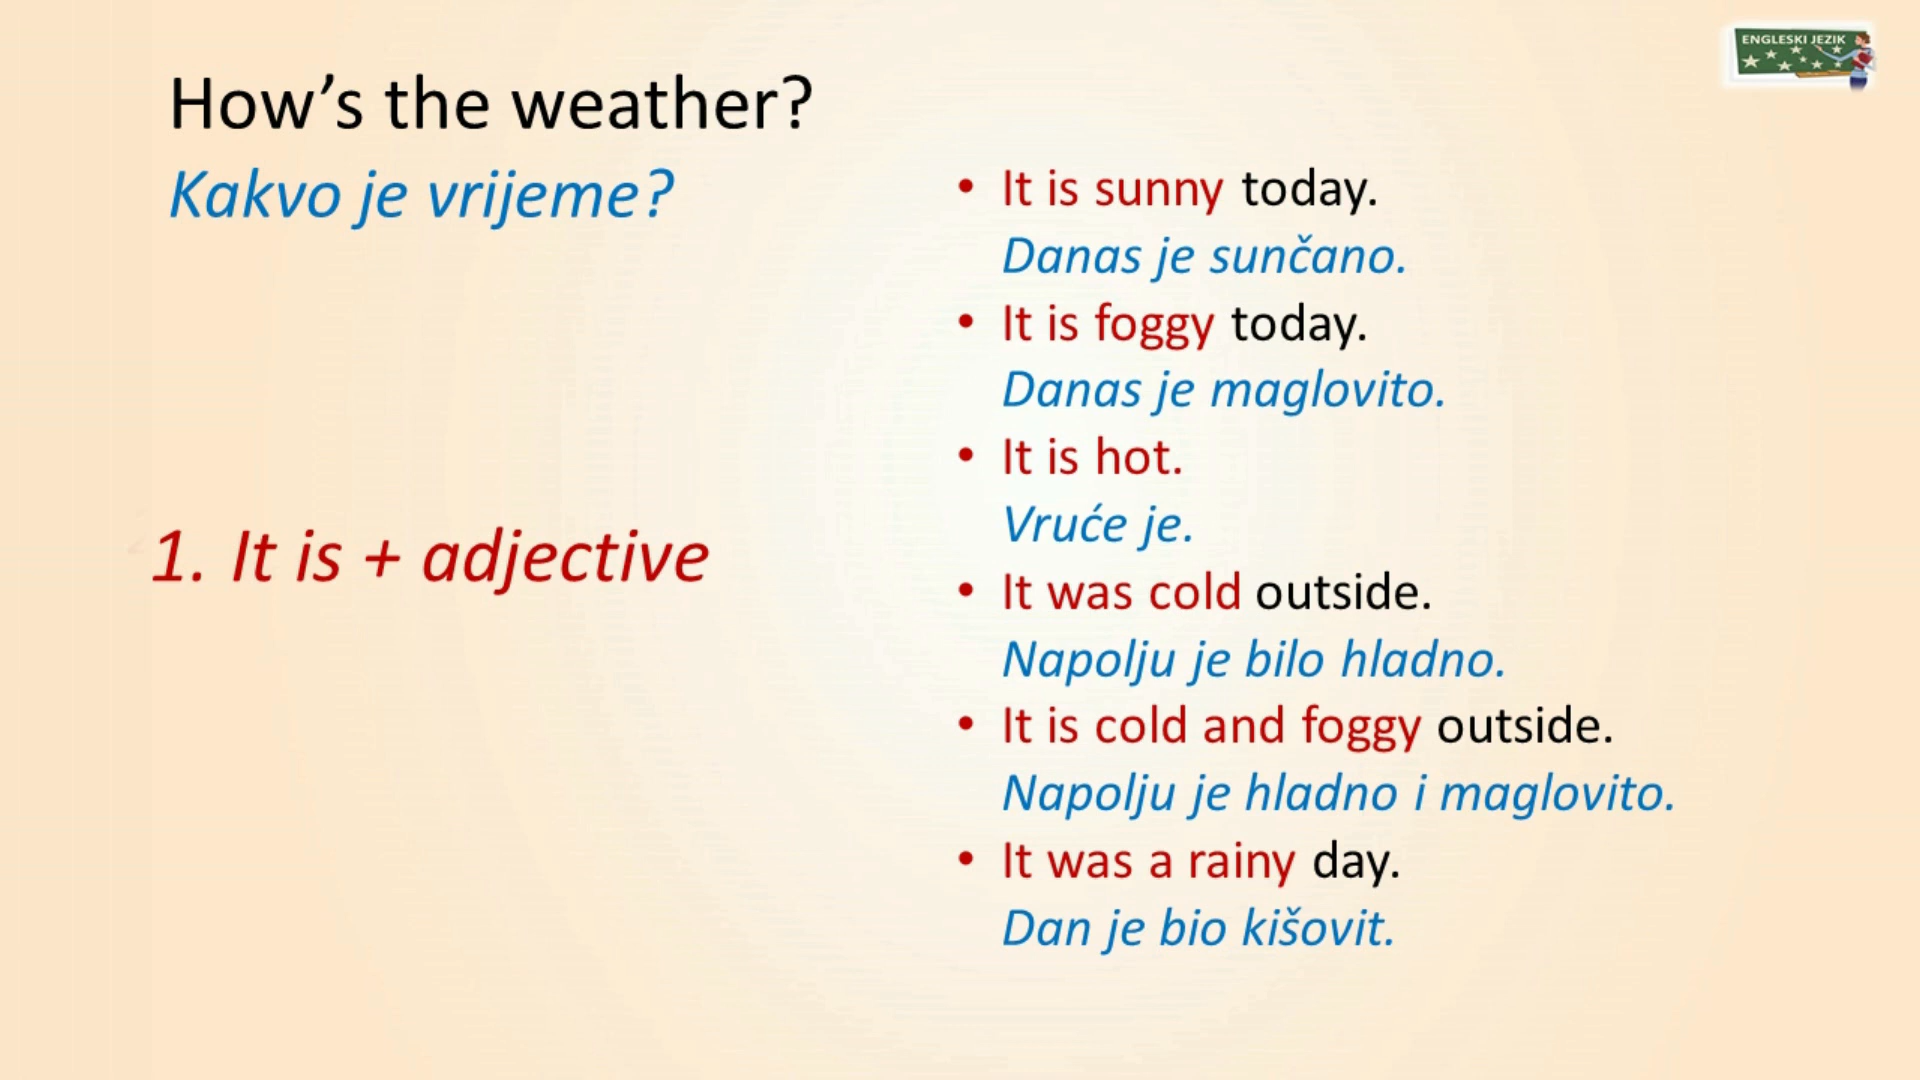 How’s the weather?
Kakvo je vrijeme?
1. It is + adjective
• It is sunny today.
Danas je sunčano.
• It is foggy today.
Danas je maglovito.
• It is hot.
Vruće je.
• It was cold outside.
Napolju je bilo hladno.
• It is cold and foggy outside.
Napolju je hladno i maglovito.
• It was a rainy day.
Dan je bio kišovit.
ENGLESKI JEZIK